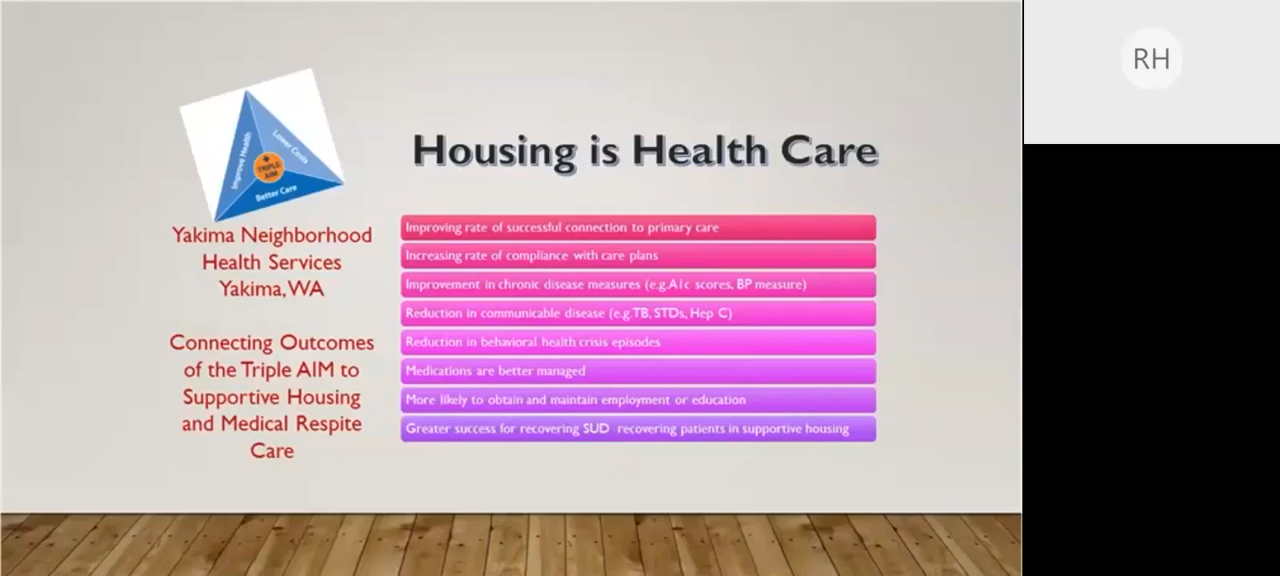 Improve Health
Lower Costs
TRIPLE
AIM
Better Care
Housing is Health Care
Yakima Neighborhood
Health Services
Yakima, WA
Connecting Outcomes
of the Triple AIM to
Supportive Housing
and Medical Respite
Care
Improving rate of successful connection to primary care
Increasing rate of compliance with care plans
Improvement in chronic disease measures (e.g.A1c scores, BP measure)
Reduction in communicable disease (e.g.TB, STDs, Hep C)
Reduction in behavioral health crisis episodes
Medications are better managed
More likely to obtain and maintain employment or education
Greater success for recovering SUD recovering patients in supportive housing
RH